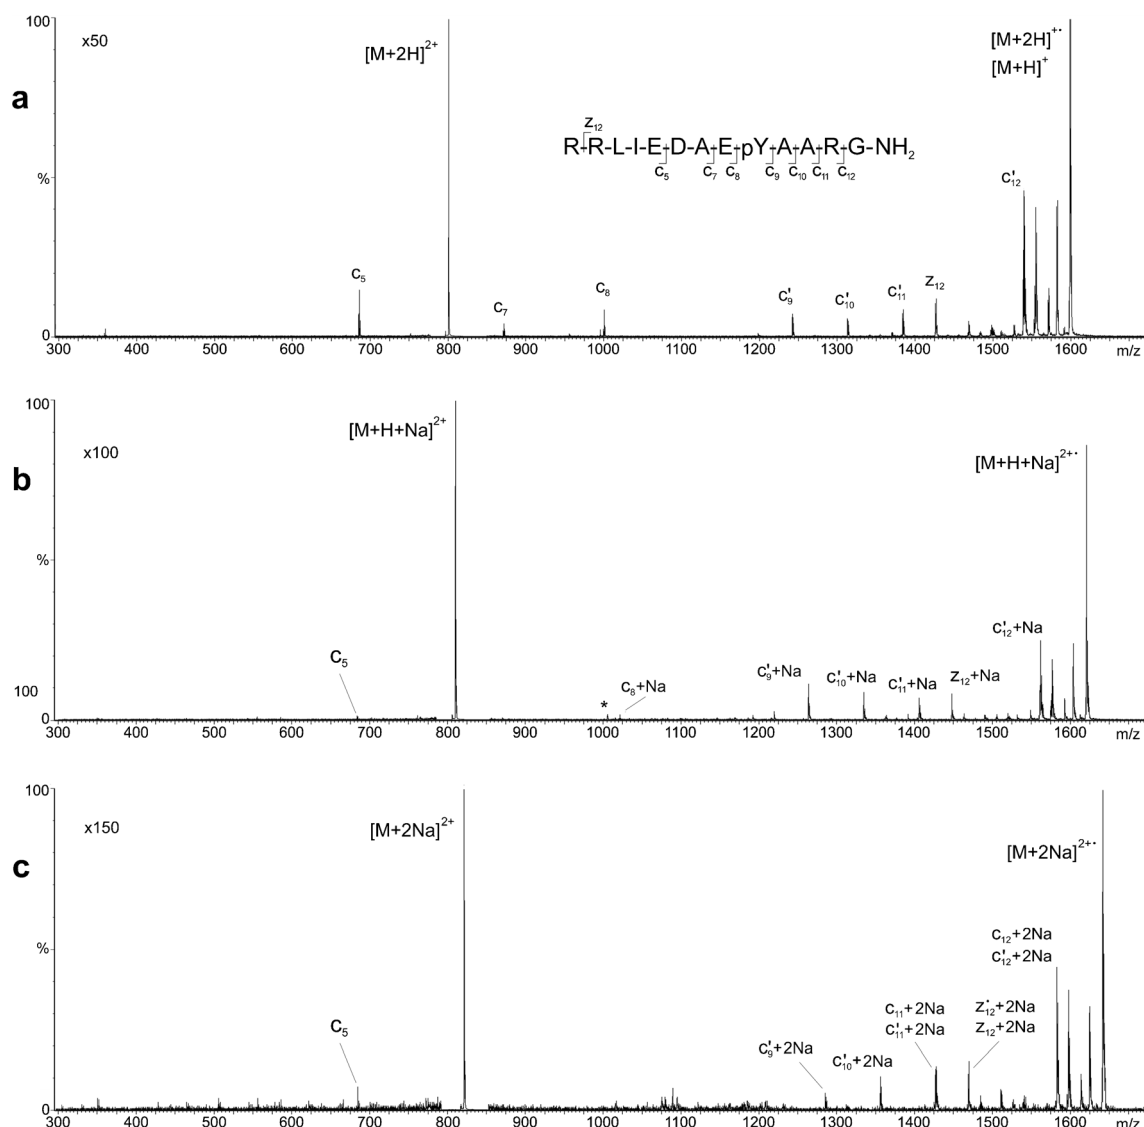 a
100
%
0
x50
[M+2H]²⁺
[M+2H]⁺·
[M+H]⁺
z₁₂
R-R-L-I-E-D-A-E-pY-A-A-R-G-NH₂
c₅ c₇ c₈ c₉ c₁₀ c₁₁ c₁₂
c₅
c₇
c₈
c'₉
c'₁₀
c'₁₁
z₁₂
c'₁₂
300 400 500 600 700 800 900 1000 1100 1200 1300 1400 1500 1600 m/z
b
100
%
100
0
x100
[M+H+Na]²⁺
[M+H+Na]²⁺·
c₅
*
c₈+Na
c'₉+Na
c'₁₀+Na
c'₁₁+Na
z₁₂+Na
c'₁₂+Na
300 400 500 600 700 800 900 1000 1100 1200 1300 1400 1500 1600 m/z
c
100
%
0
x150
[M+2Na]²⁺
[M+2Na]²⁺·
c₅
c'₉+2Na
c'₁₀+2Na
c₁₁+2Na
c'₁₁+2Na
z·₁₂+2Na
z₁₂+2Na
c₁₂+2Na
c'₁₂+2Na
300 400 500 600 700 800 900 1000 1100 1200 1300 1400 1500 1600 m/z